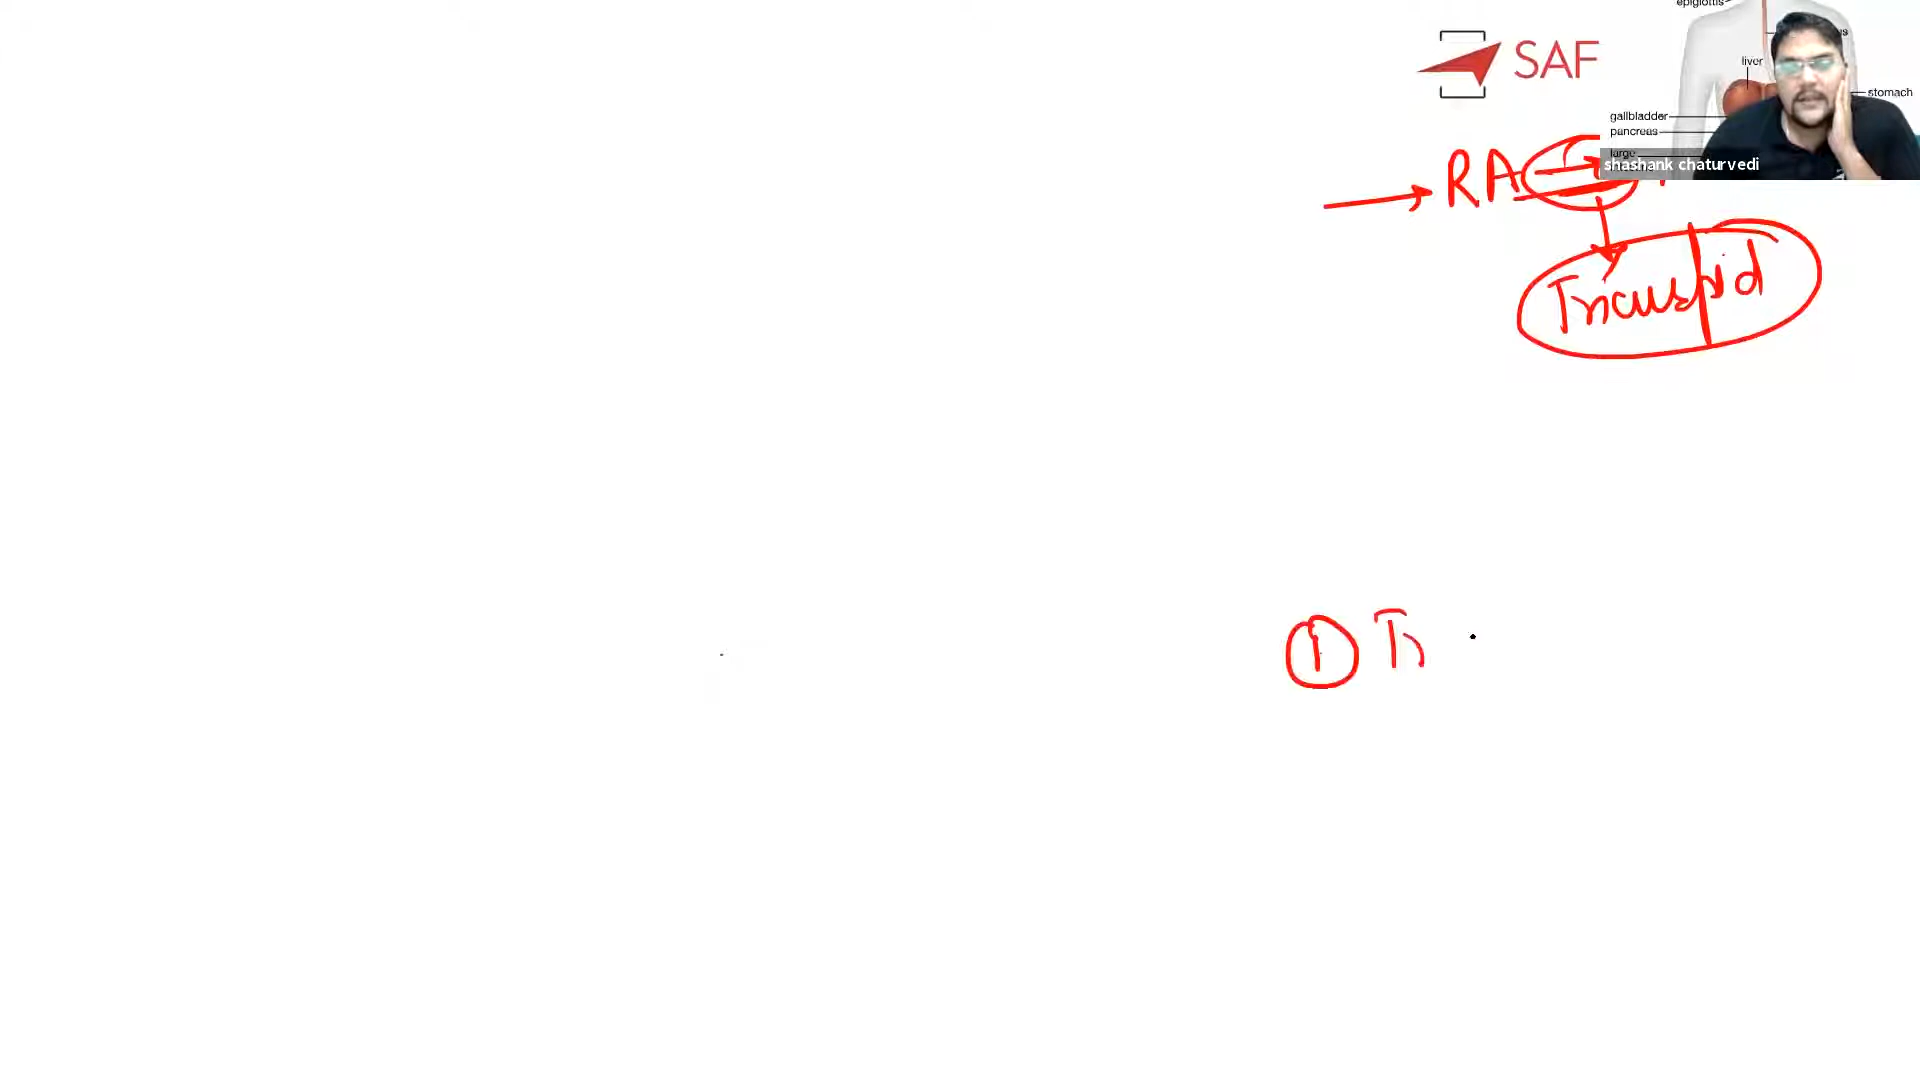 epiglottis
SAF
liver
stomach
gallbladder
pancreas
large
shashank chaturvedi
→ RA
Tricuspid
① Tr